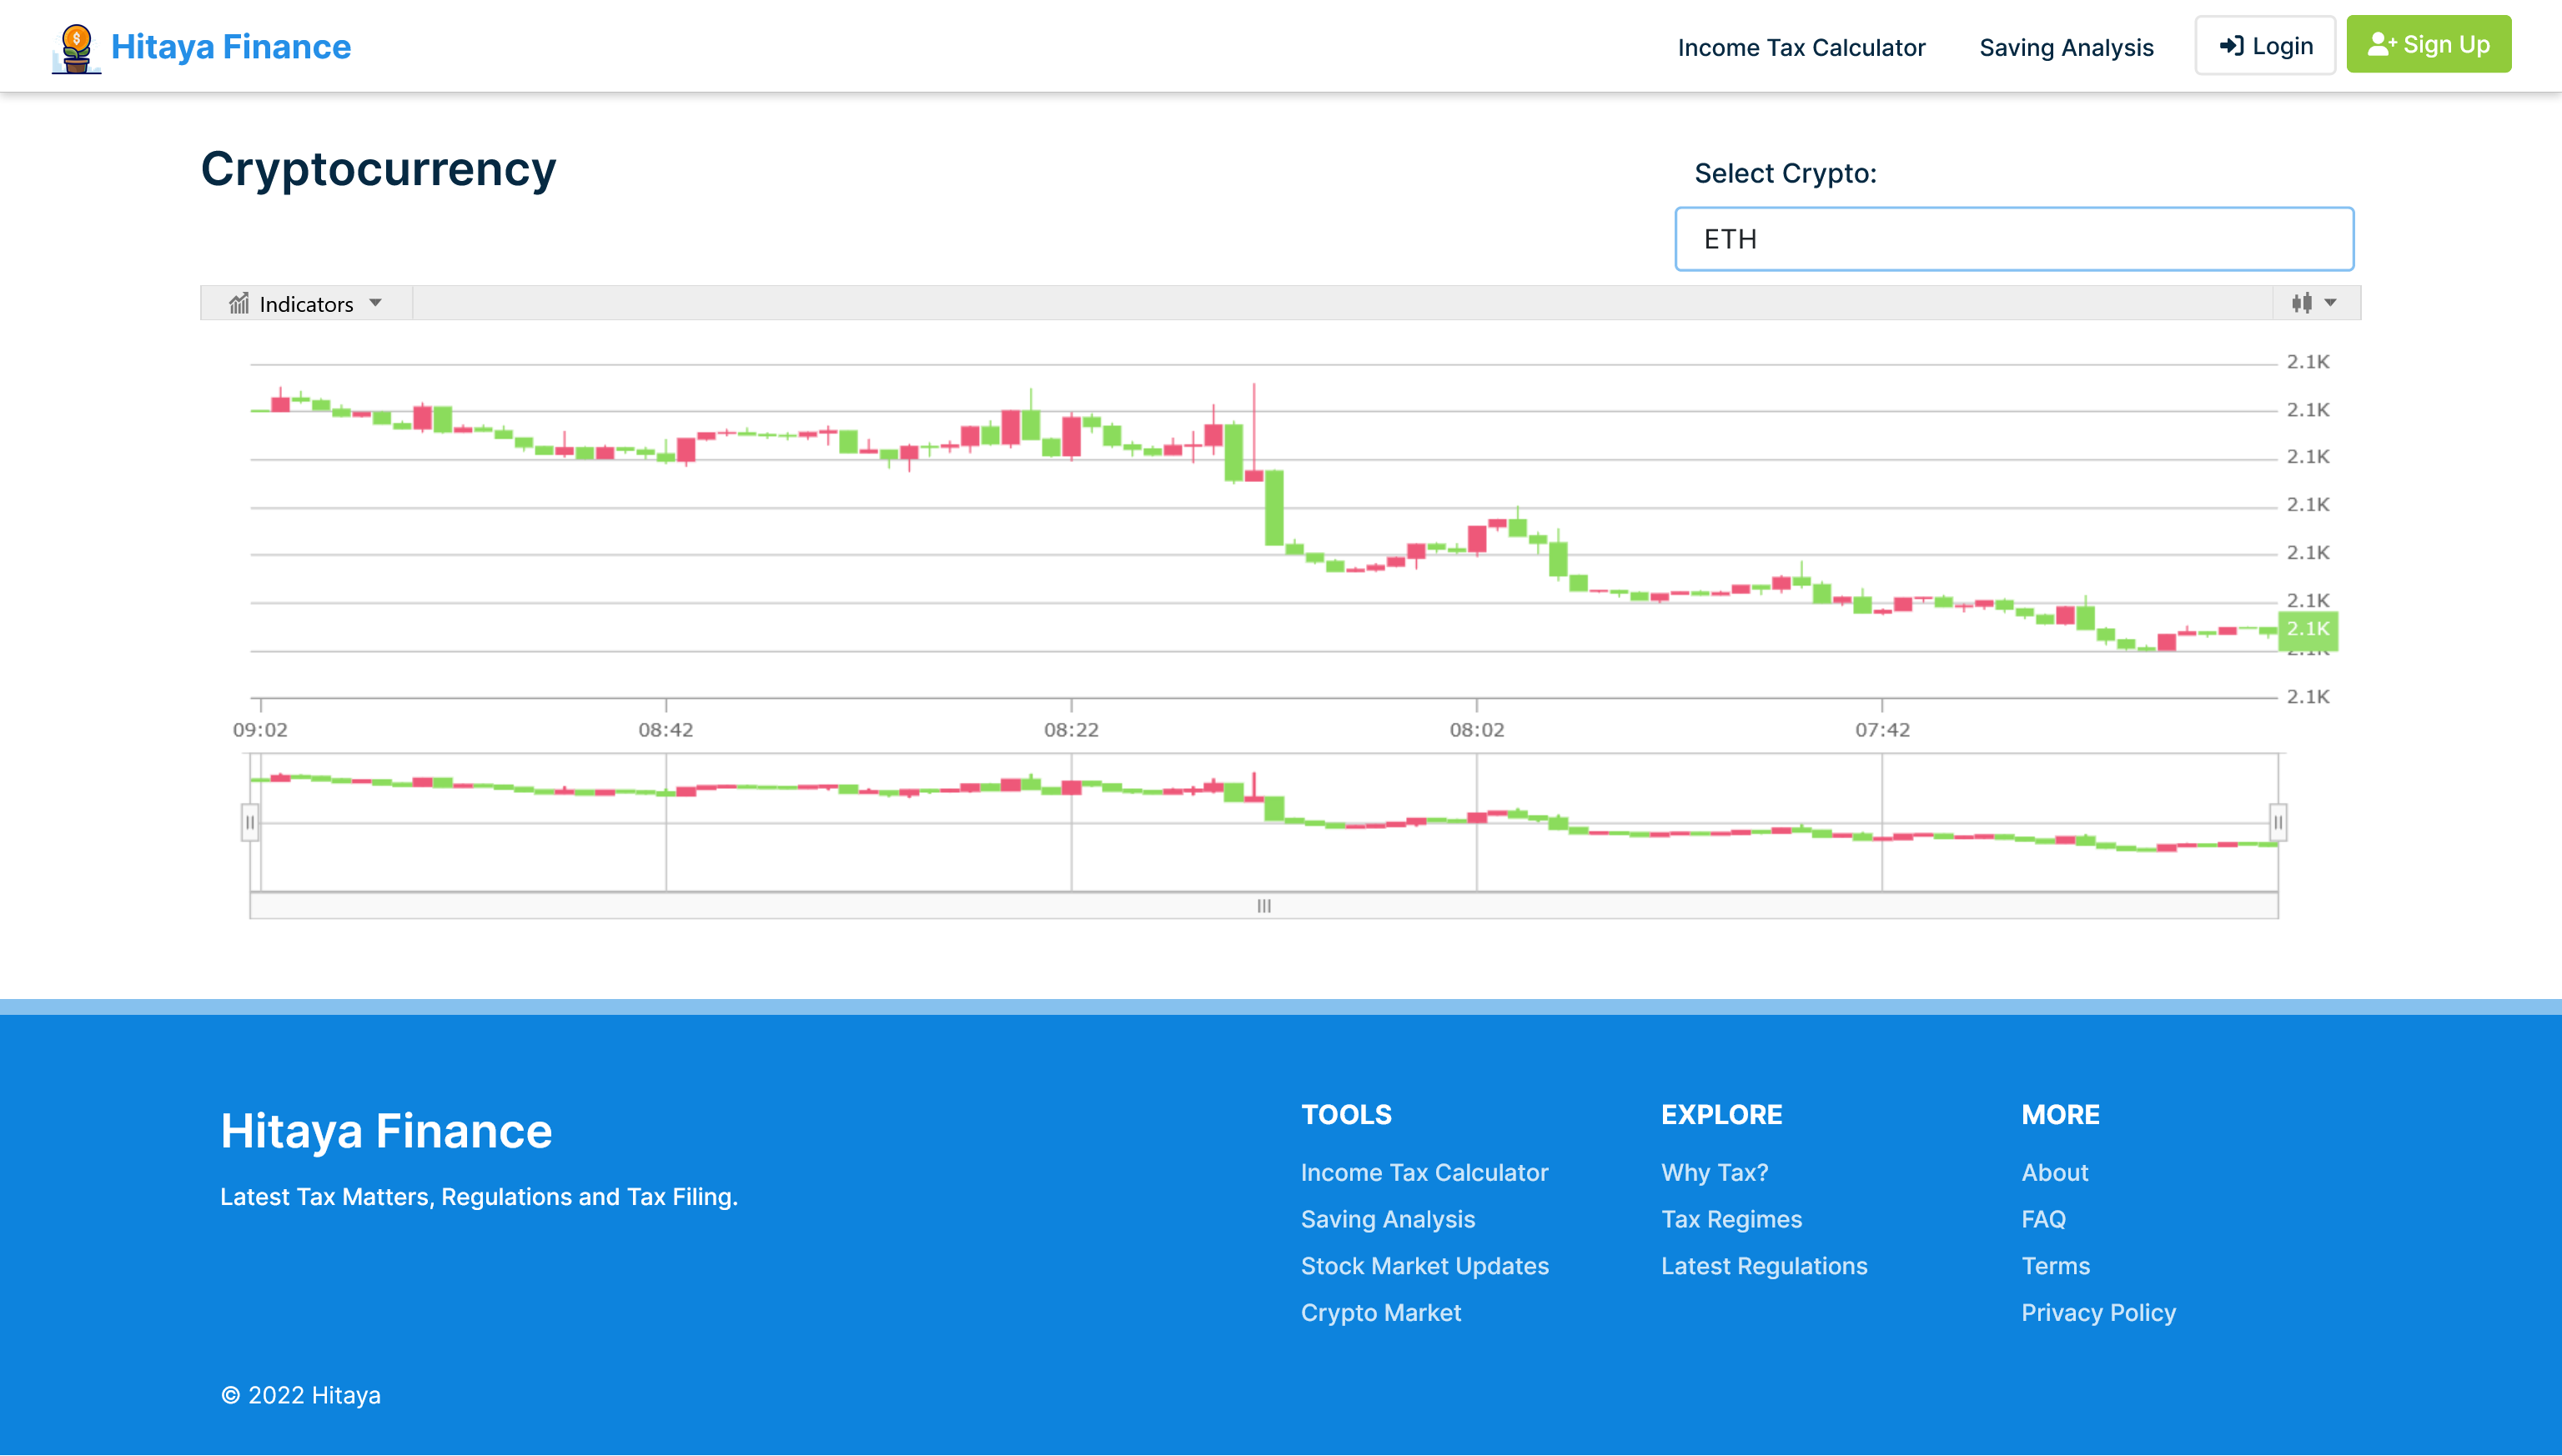 Hitaya Finance
Income Tax Calculator
Saving Analysis
Login
Sign Up
Cryptocurrency
Select Crypto:
ETH
Indicators
2.1K
2.1K
2.1K
2.1K
2.1K
2.1K
2.1K
2.1K
2.1K
09:02
08:42
08:22
08:02
07:42
Hitaya Finance
Latest Tax Matters, Regulations and Tax Filing.
TOOLS
Income Tax Calculator
Saving Analysis
Stock Market Updates
Crypto Market
EXPLORE
Why Tax?
Tax Regimes
Latest Regulations
MORE
About
FAQ
Terms
Privacy Policy
© 2022 Hitaya